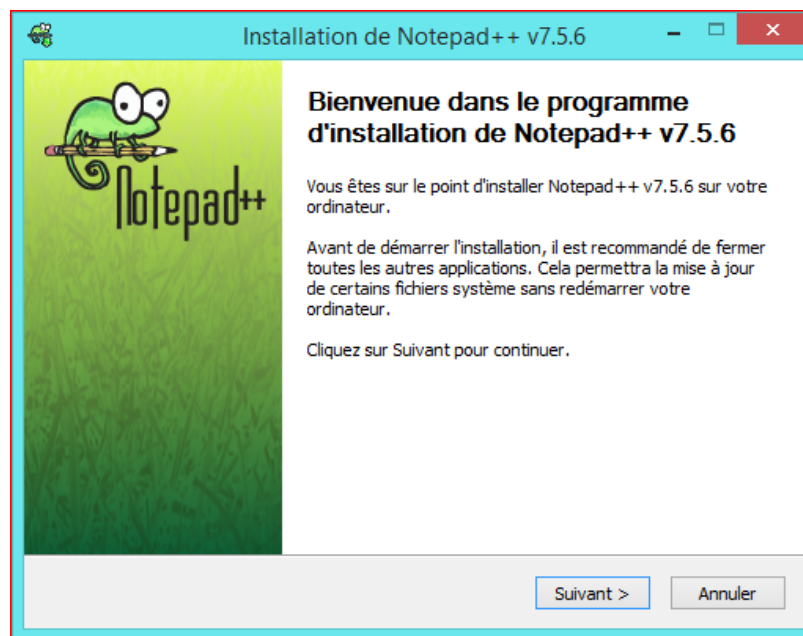 Installation de Notepad++ v7.5.6
Notepad++
Bienvenue dans le programme
d'installation de Notepad++ v7.5.6
Vous êtes sur le point d'installer Notepad++ v7.5.6 sur votre
ordinateur.
Avant de démarrer l'installation, il est recommandé de fermer
toutes les autres applications. Cela permettra la mise à jour
de certains fichiers système sans redémarrer votre
ordinateur.
Cliquez sur Suivant pour continuer.
Suivant >
Annuler